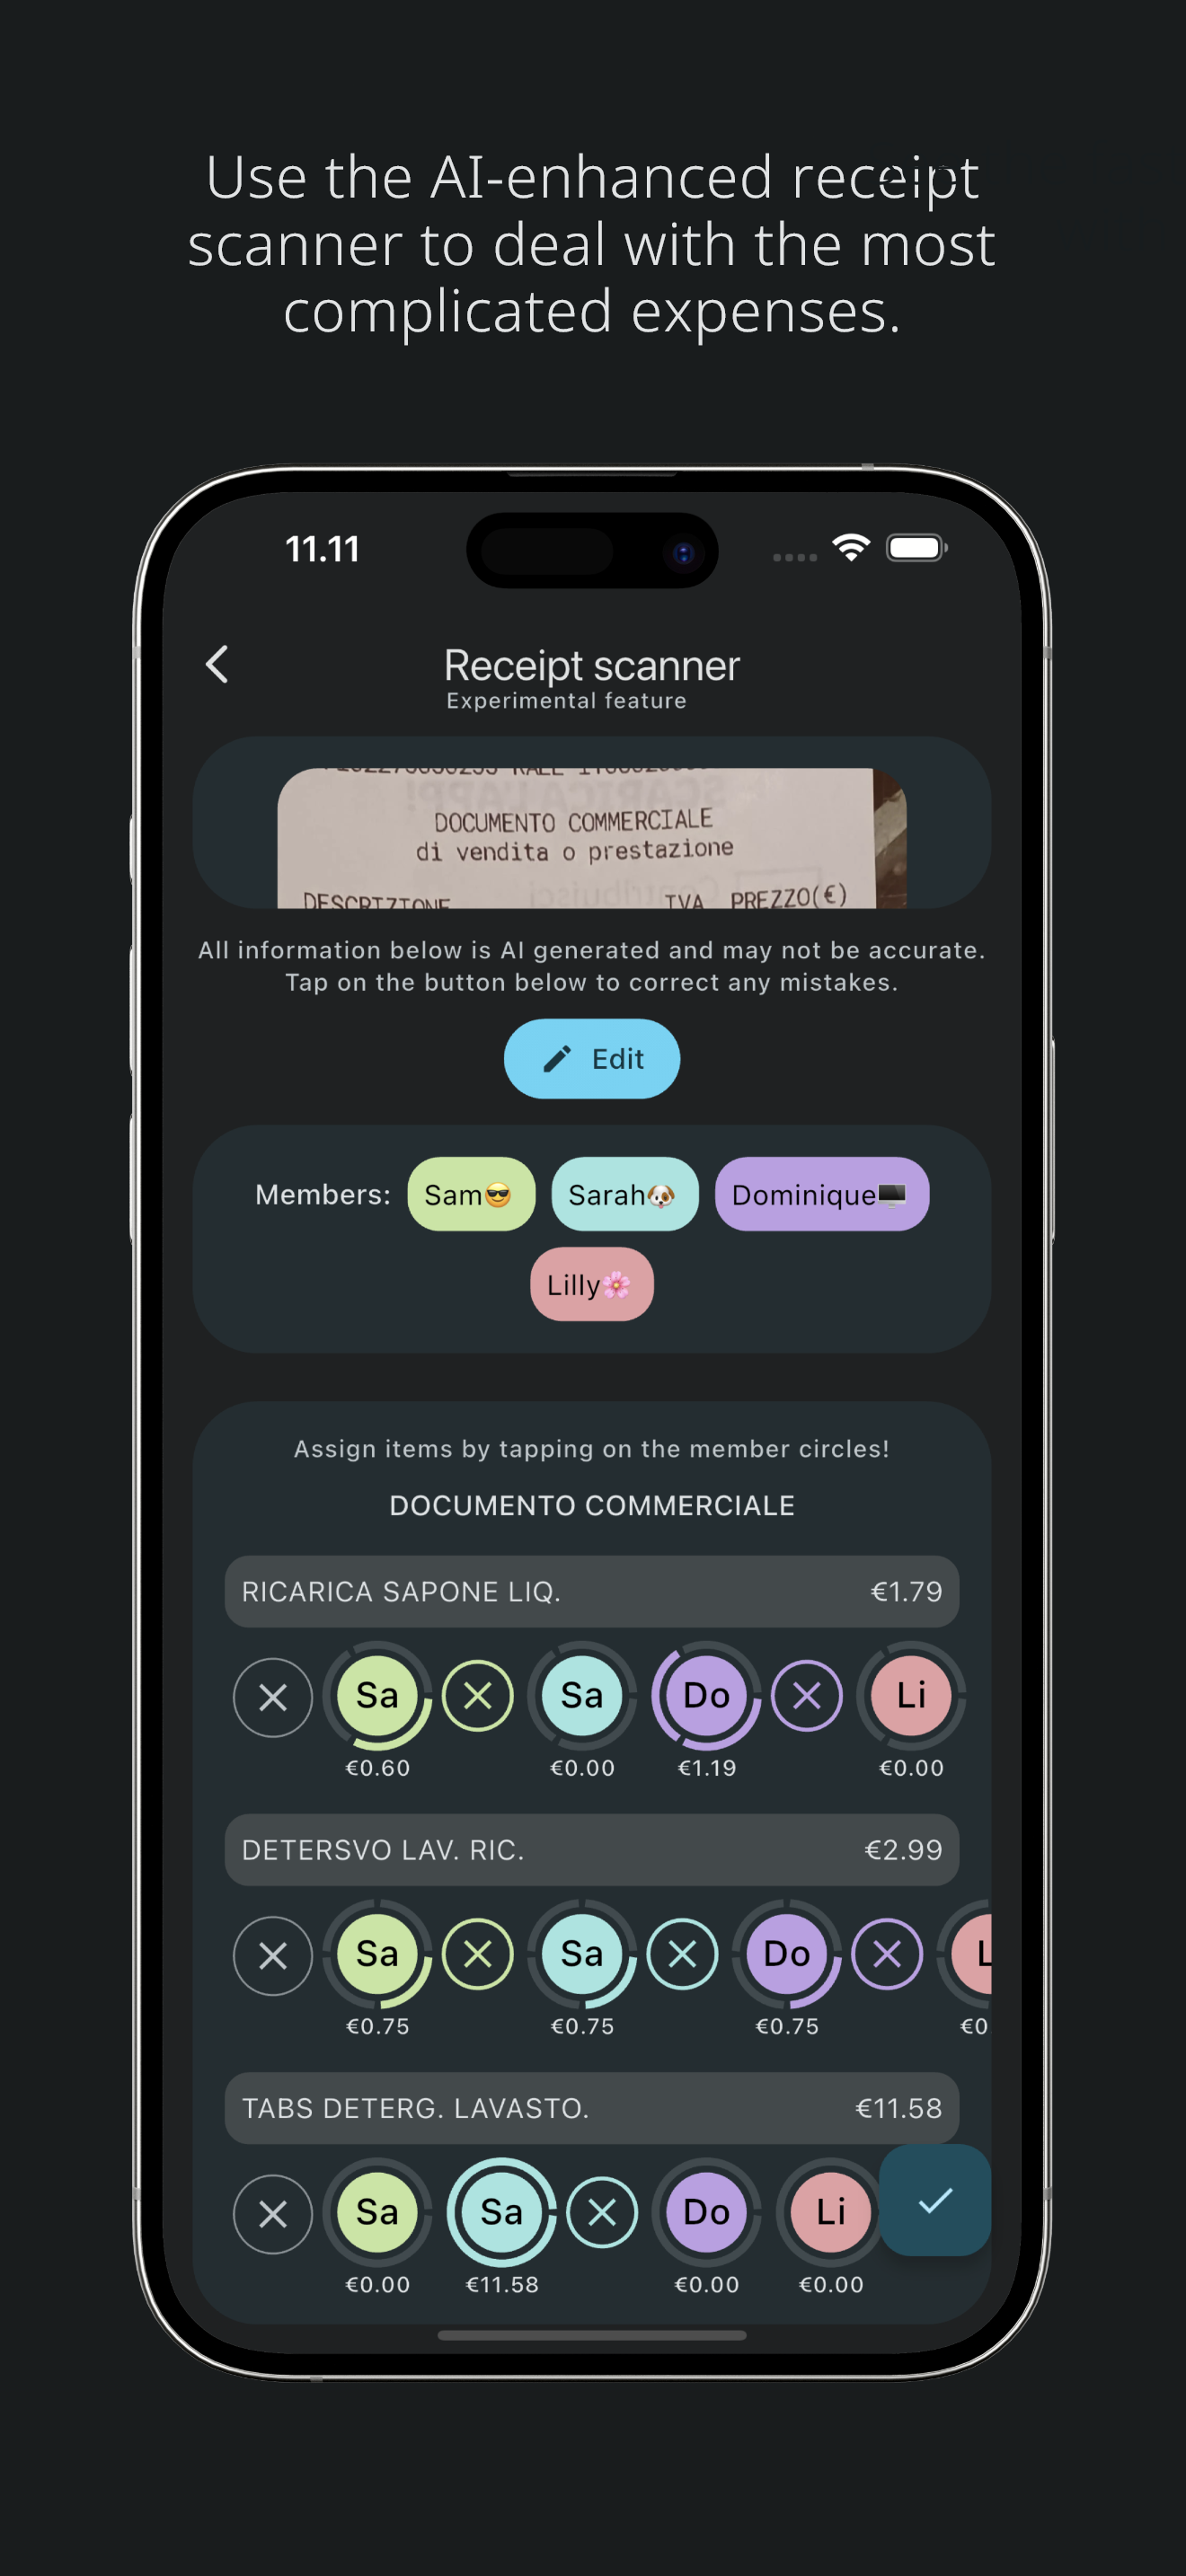 Use the AI-enhanced receipt
scanner to deal with the most
complicated expenses.
11.11
Receipt scanner
Experimental feature
DOCUMENTO COMMERCIALE
di vendita o prestazione
DESCRIZIONE IVA PREZZO(€)
All information below is AI generated and may not be accurate.
Tap on the button below to correct any mistakes.
Edit
Members: Sam😎 Sarah🐶 Dominique🖥️
Lilly🌸
Assign items by tapping on the member circles!
DOCUMENTO COMMERCIALE
RICARICA SAPONE LIQ. €1.79
Sa Sa Do Li
€0.60 €0.00 €1.19 €0.00
DETERSVO LAV. RIC. €2.99
Sa Sa Do L
€0.75 €0.75 €0.75 €0
TABS DETERG. LAVASTO. €11.58
Sa Sa Do Li
€0.00 €11.58 €0.00 €0.00